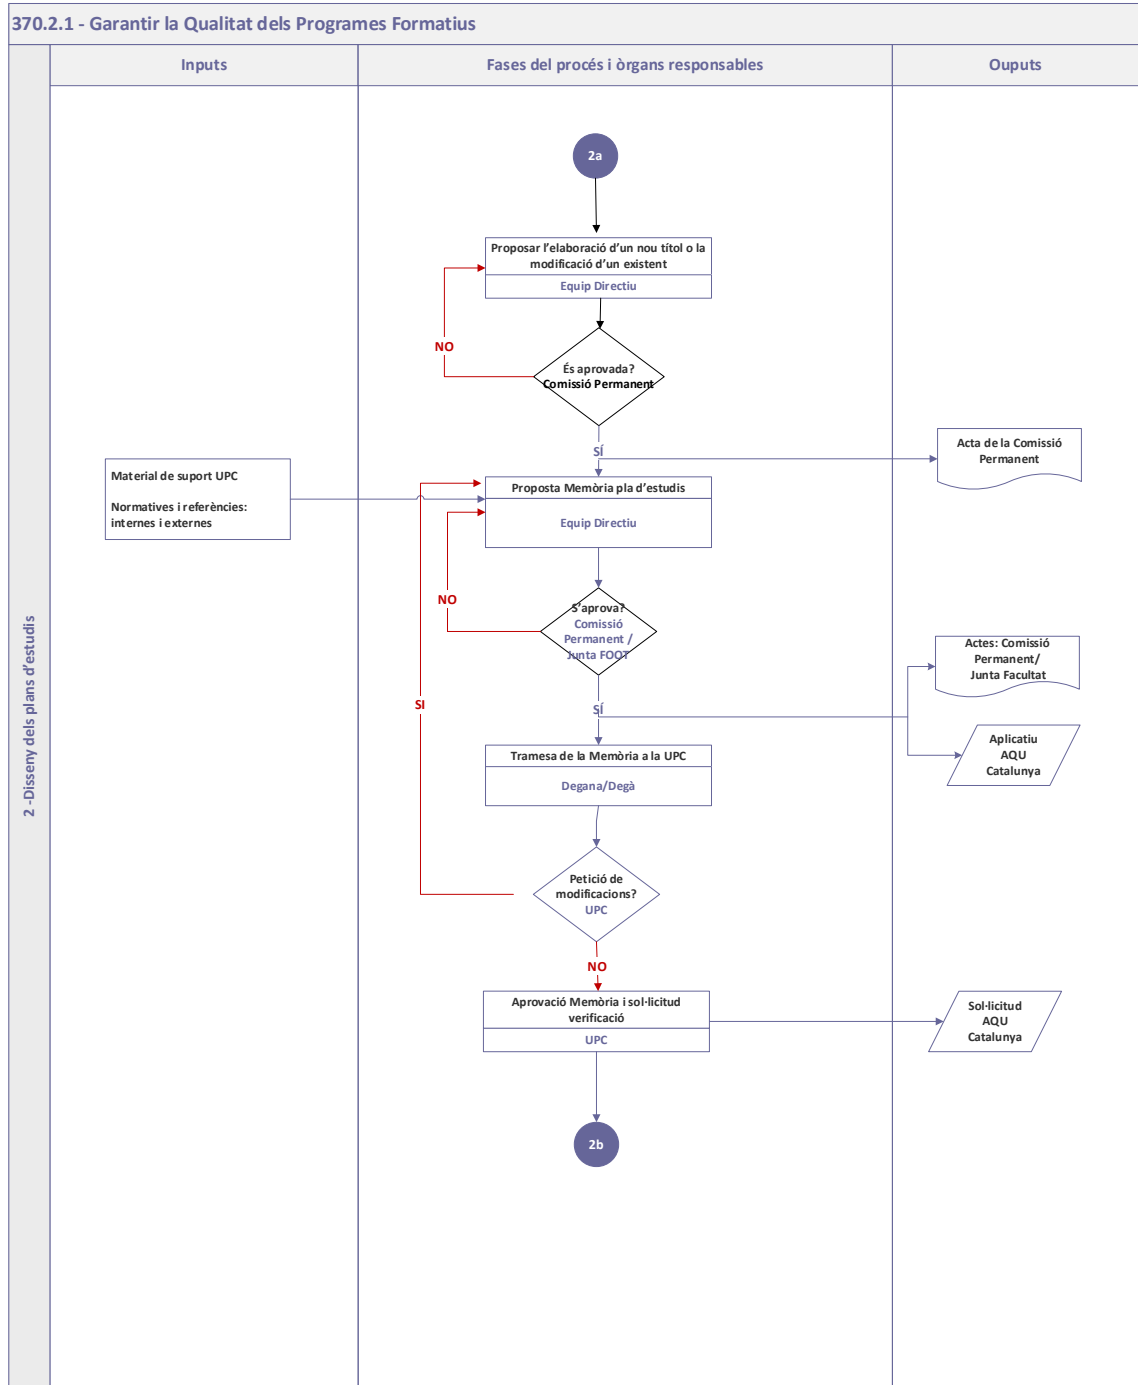 370.2.1 - Garantir la Qualitat dels Programes Formatius
Inputs
Fases del procés i òrgans responsables
Ouputs
2 -Disseny dels plans d’estudis
2a
Proposar l’elaboració d’un nou títol o la
modificació d’un existent
Equip Directiu
NO
És aprovada?
Comissió Permanent
SÍ
Acta de la Comissió
Permanent
Material de suport UPC
Normatives i referències:
internes i externes
Proposta Memòria pla d’estudis
Equip Directiu
NO
S’aprova?
Comissió
Permanent /
Junta FOOT
Actes: Comissió
Permanent/
Junta Facultat
SI
SÍ
Aplicatiu
AQU
Catalunya
Tramesa de la Memòria a la UPC
Degana/Degà
Petició de
modificacions?
UPC
NO
Aprovació Memòria i sol·licitud
verificació
UPC
Sol·licitud
AQU
Catalunya
2b